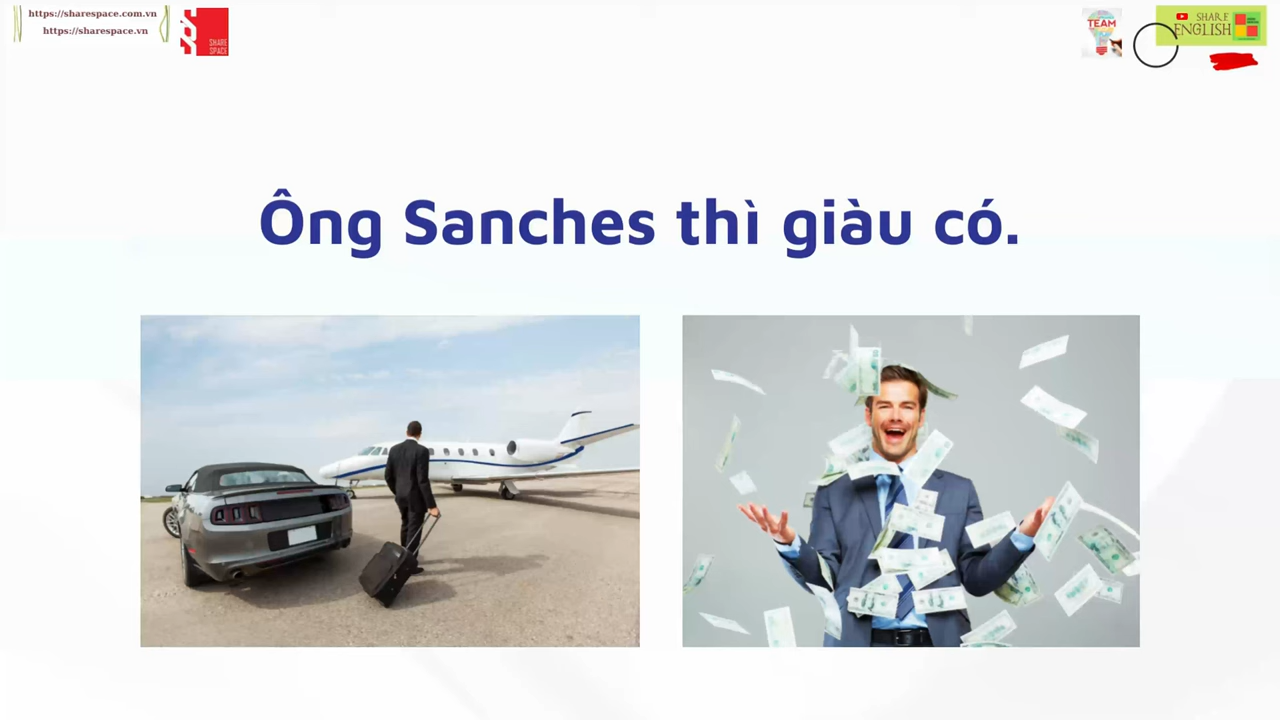 https://sharespace.com.vn
https://sharespace.vn
SHARE
SPACE
TEAM
SHARE
ENGLISH
Ông Sanches thì giàu có.